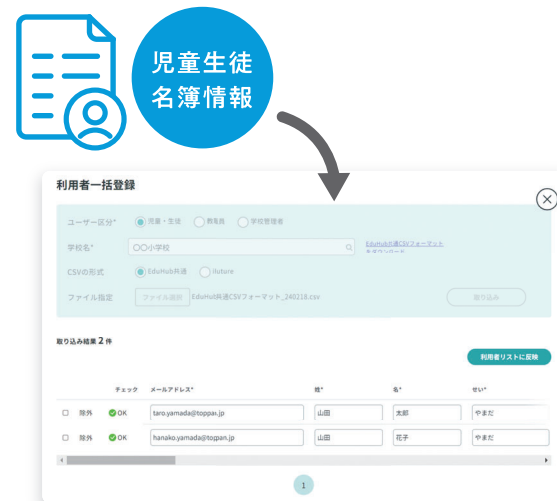 児童生徒
名簿情報
利用者一括登録
ユーザー区分* 児童・生徒 教職員 学校管理者
学校名* 〇〇小学校 EduHub共通CSVフォーマット
をダウンロード
CSVの形式 EduHub共通
ファイル指定 ファイル選択 EduHub共通CSVフォーマット_240218.csv 取り込み
取り込み結果 2 件
利用者リストに反映
チェック メールアドレス* 姓*名* せい*
除外 OK taro.yamada@toppan.jp 山田 太郎 やまだ
除外 OK hanako.yamada@toppan.jp 山田 花子 やまだ
1